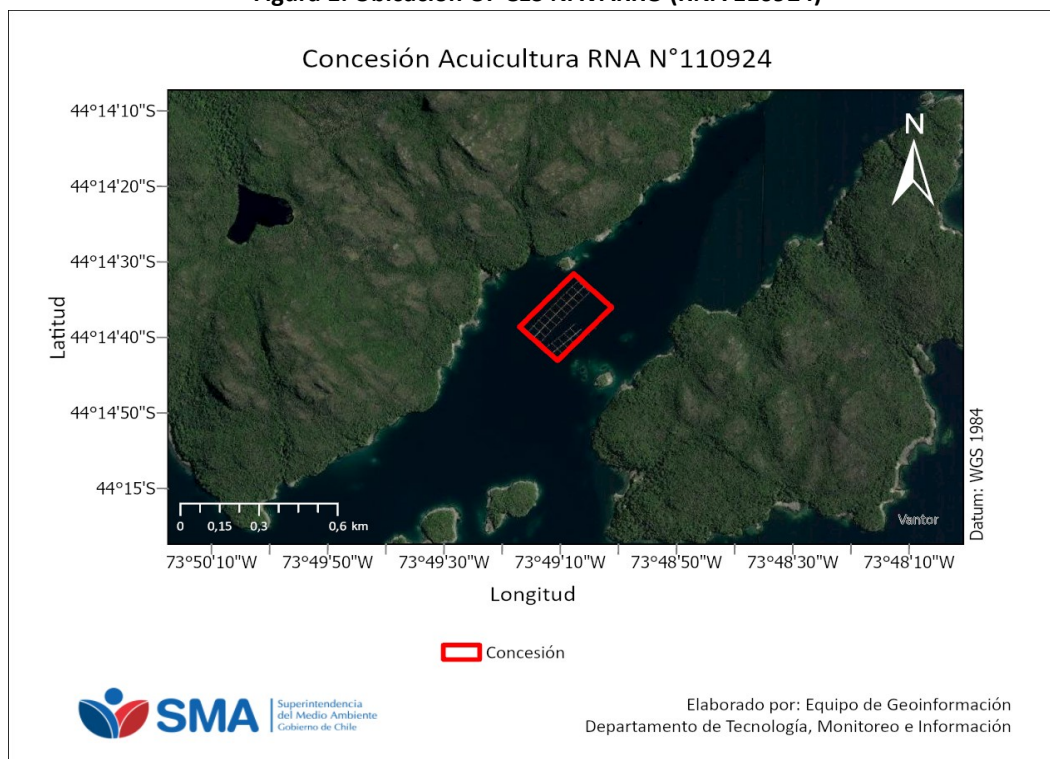 Concesión Acuicultura RNA N°110924
N
44°14'10"S
44°14'20"S
44°14'30"S
44°14'40"S
44°14'50"S
44°15'S
Latitud
0 0,15 0,3 0,6 km
Vantor
Datum: WGS 1984
73°50'10"W 73°49'50"W 73°49'30"W 73°49'10"W 73°48'50"W 73°48'30"W 73°48'10"W
Longitud
Concesión
SMA
Superintendencia
del Medio Ambiente
Gobierno de Chile
Elaborado por: Equipo de Geoinformación
Departamento de Tecnología, Monitoreo e Información